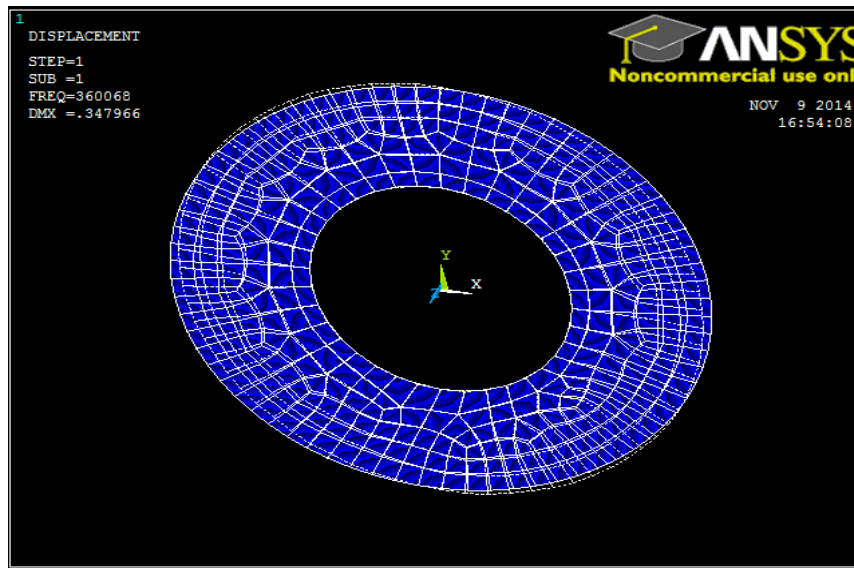 1
DISPLACEMENT
STEP=1
SUB =1
FREQ=360068
DMX =.347966
ANSYS
Noncommercial use onl
NOV 9 2014
16:54:08
Y
X
Z